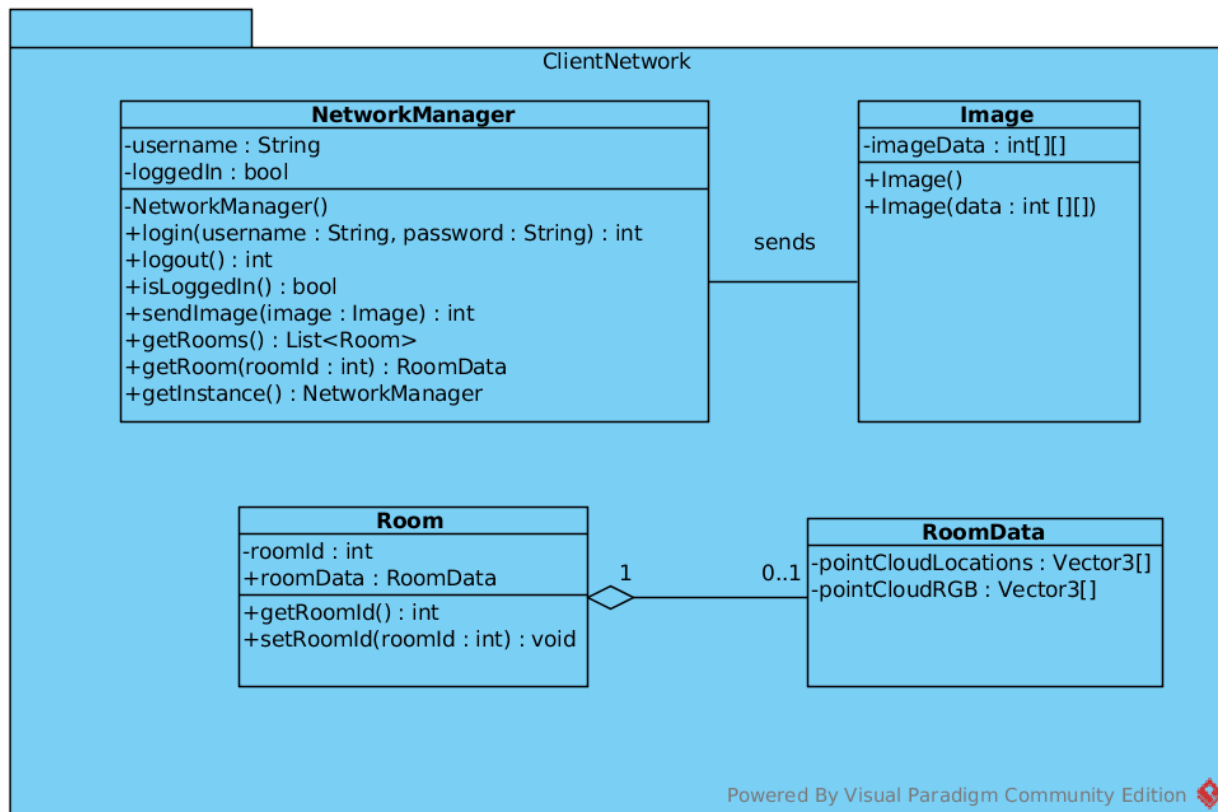 ClientNetwork
NetworkManager
-username : String
-loggedIn : bool
-NetworkManager()
+login(username : String, password : String) : int
+logout() : int
+isLoggedIn() : bool
+sendImage(image : Image) : int
+getRooms() : List<Room>
+getRoom(roomId : int) : RoomData
+getInstance() : NetworkManager
sends
Image
-imageData : int[][]
+Image()
+Image(data : int [][])
Room
-roomId : int
+roomData : RoomData
+getRoomId() : int
+setRoomId(roomId : int) : void
1
0..1
RoomData
-pointCloudLocations : Vector3[]
-pointCloudRGB : Vector3[]
Powered By Visual Paradigm Community Edition